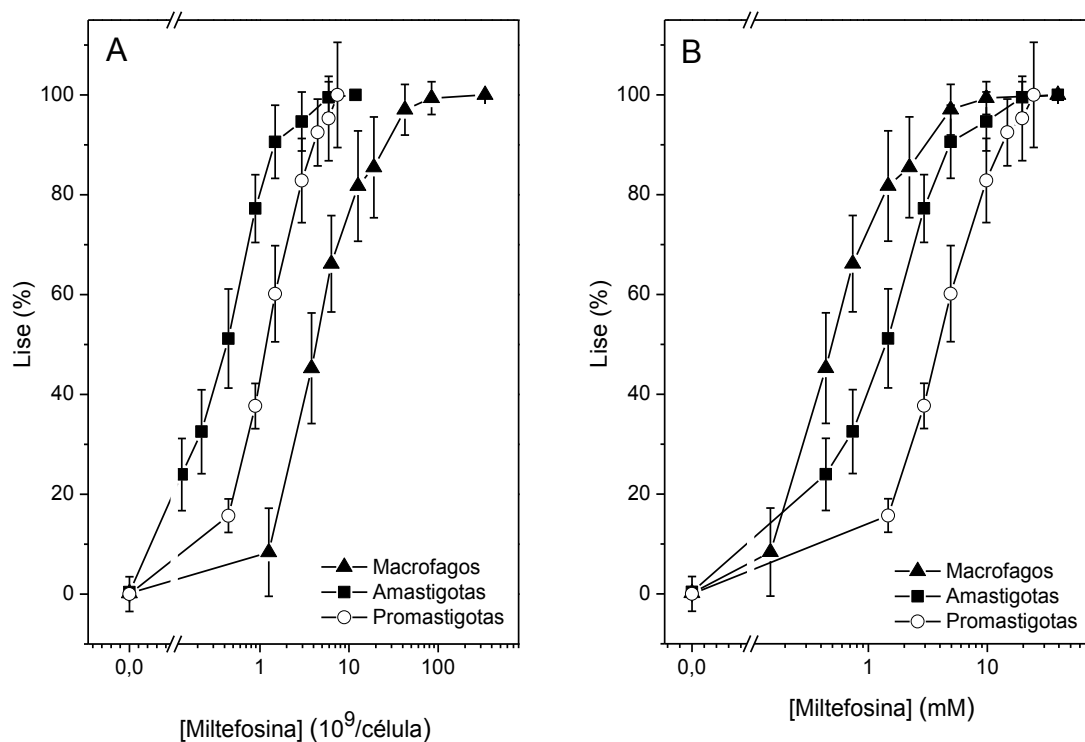 A
100
80
60
40
20
0
Lise (%)
Macrofagos
Amastigotas
Promastigotas
0,0
1
10
100
[Miltefosina] (10⁹/célula)
B
100
80
60
40
20
0
Lise (%)
Macrofagos
Amastigotas
Promastigotas
0,0
1
10
[Miltefosina] (mM)